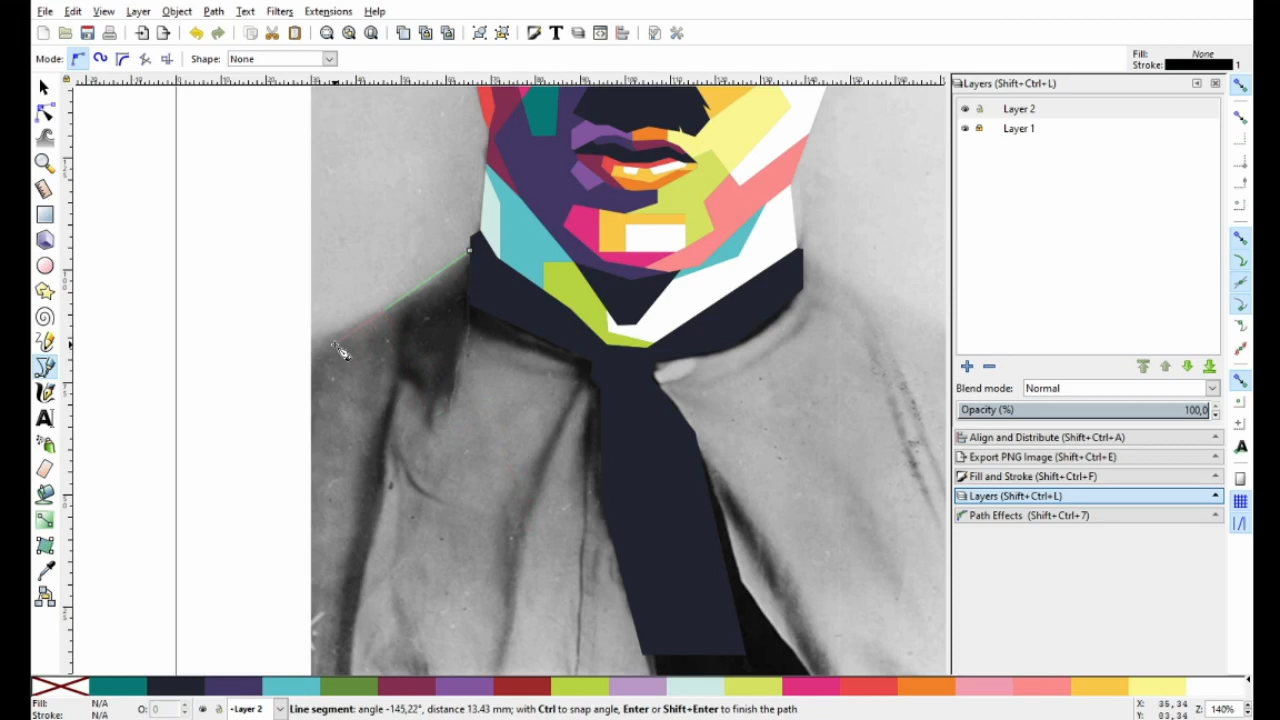 File Edit View Layer Object Path Text Filters Extensions Help
Mode: Shape: None
Fill: None
Stroke: 1
Layers (Shift+Ctrl+L)
Layer 2
Layer 1
Blend mode: Normal
Opacity (%) 100,0
Align and Distribute (Shift+Ctrl+A)
Export PNG Image (Shift+Ctrl+E)
Fill and Stroke (Shift+Ctrl+F)
Layers (Shift+Ctrl+L)
Path Effects (Shift+Ctrl+7)
Fill: N/A
Stroke: N/A
O: 0
-Layer 2
Line segment: angle -145,22°, distance 13.43 mm; with Ctrl to snap angle, Enter or Shift+Enter to finish the path
X: 35,34
Y: 83,34
Z: 140%